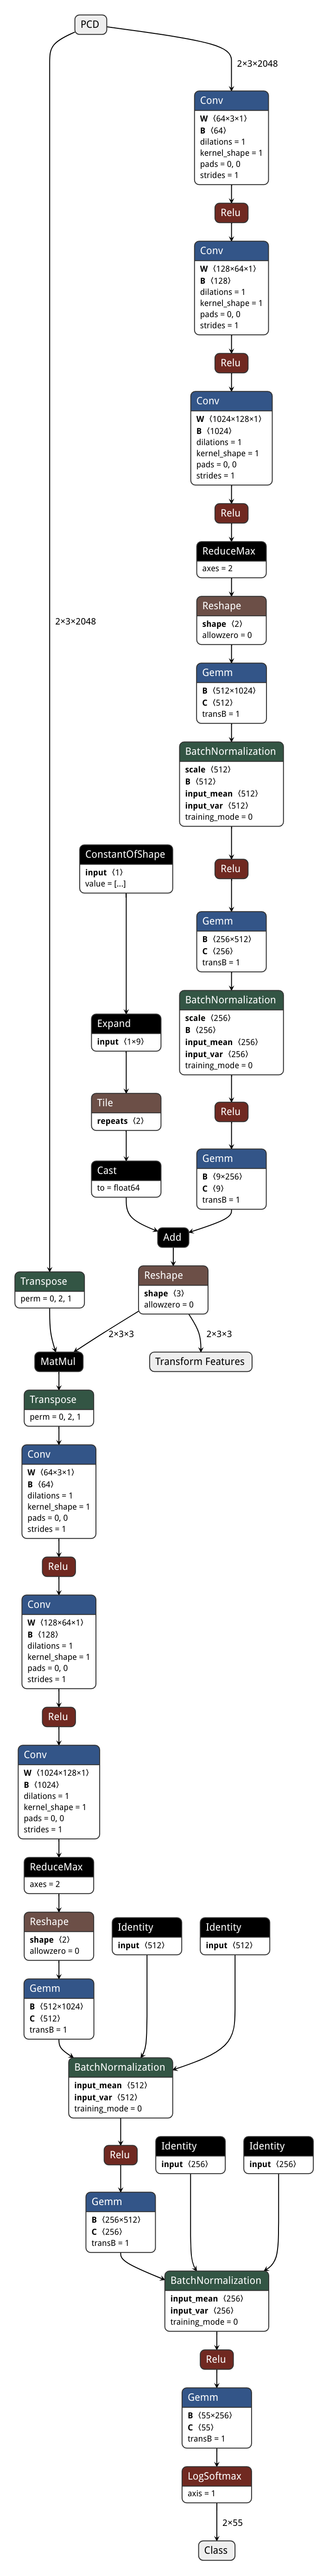 PCD
2×3×2048
Conv
W ⟨64×3×1⟩
B ⟨64⟩
dilations = 1
kernel_shape = 1
pads = 0, 0
strides = 1
Relu
Conv
W ⟨128×64×1⟩
B ⟨128⟩
dilations = 1
kernel_shape = 1
pads = 0, 0
strides = 1
Relu
Conv
W ⟨1024×128×1⟩
B ⟨1024⟩
dilations = 1
kernel_shape = 1
pads = 0, 0
strides = 1
Relu
ReduceMax
axes = 2
Reshape
shape ⟨2⟩
allowzero = 0
2×3×2048
Gemm
B ⟨512×1024⟩
C ⟨512⟩
transB = 1
BatchNormalization
scale ⟨512⟩
B ⟨512⟩
input_mean ⟨512⟩
input_var ⟨512⟩
training_mode = 0
ConstantOfShape
input ⟨1⟩
value = [...]
Relu
Gemm
B ⟨256×512⟩
C ⟨256⟩
transB = 1
BatchNormalization
scale ⟨256⟩
B ⟨256⟩
input_mean ⟨256⟩
input_var ⟨256⟩
training_mode = 0
Expand
input ⟨1×9⟩
Tile
repeats ⟨2⟩
Relu
Cast
to = float64
Gemm
B ⟨9×256⟩
C ⟨9⟩
transB = 1
Add
Reshape
shape ⟨3⟩
allowzero = 0
Transpose
perm = 0, 2, 1
2×3×3
2×3×3
MatMul
Transform Features
Transpose
perm = 0, 2, 1
Conv
W ⟨64×3×1⟩
B ⟨64⟩
dilations = 1
kernel_shape = 1
pads = 0, 0
strides = 1
Relu
Conv
W ⟨128×64×1⟩
B ⟨128⟩
dilations = 1
kernel_shape = 1
pads = 0, 0
strides = 1
Relu
Conv
W ⟨1024×128×1⟩
B ⟨1024⟩
dilations = 1
kernel_shape = 1
pads = 0, 0
strides = 1
ReduceMax
axes = 2
Reshape
shape ⟨2⟩
allowzero = 0
Identity
input ⟨512⟩
Identity
input ⟨512⟩
Gemm
B ⟨512×1024⟩
C ⟨512⟩
transB = 1
BatchNormalization
input_mean ⟨512⟩
input_var ⟨512⟩
training_mode = 0
Relu
Identity
input ⟨256⟩
Identity
input ⟨256⟩
Gemm
B ⟨256×512⟩
C ⟨256⟩
transB = 1
BatchNormalization
input_mean ⟨256⟩
input_var ⟨256⟩
training_mode = 0
Relu
Gemm
B ⟨55×256⟩
C ⟨55⟩
transB = 1
LogSoftmax
axis = 1
2×55
Class